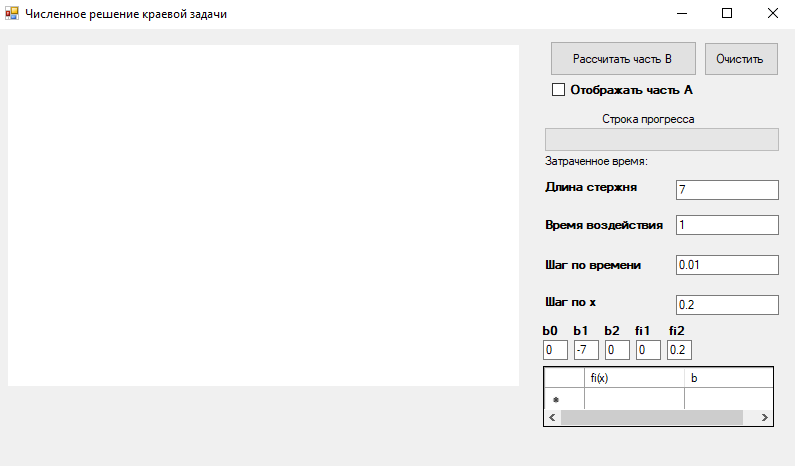 Численное решение краевой задачи
Рассчитать часть B
Очистить
Отображать часть А
Строка прогресса
Затраченное время:
Длина стержня
7
Время воздействия
1
Шаг по времени
0.01
Шаг по x
0.2
b0 b1 b2 fi1 fi2
0 -7 0 0 0.2
fi(x) b
*